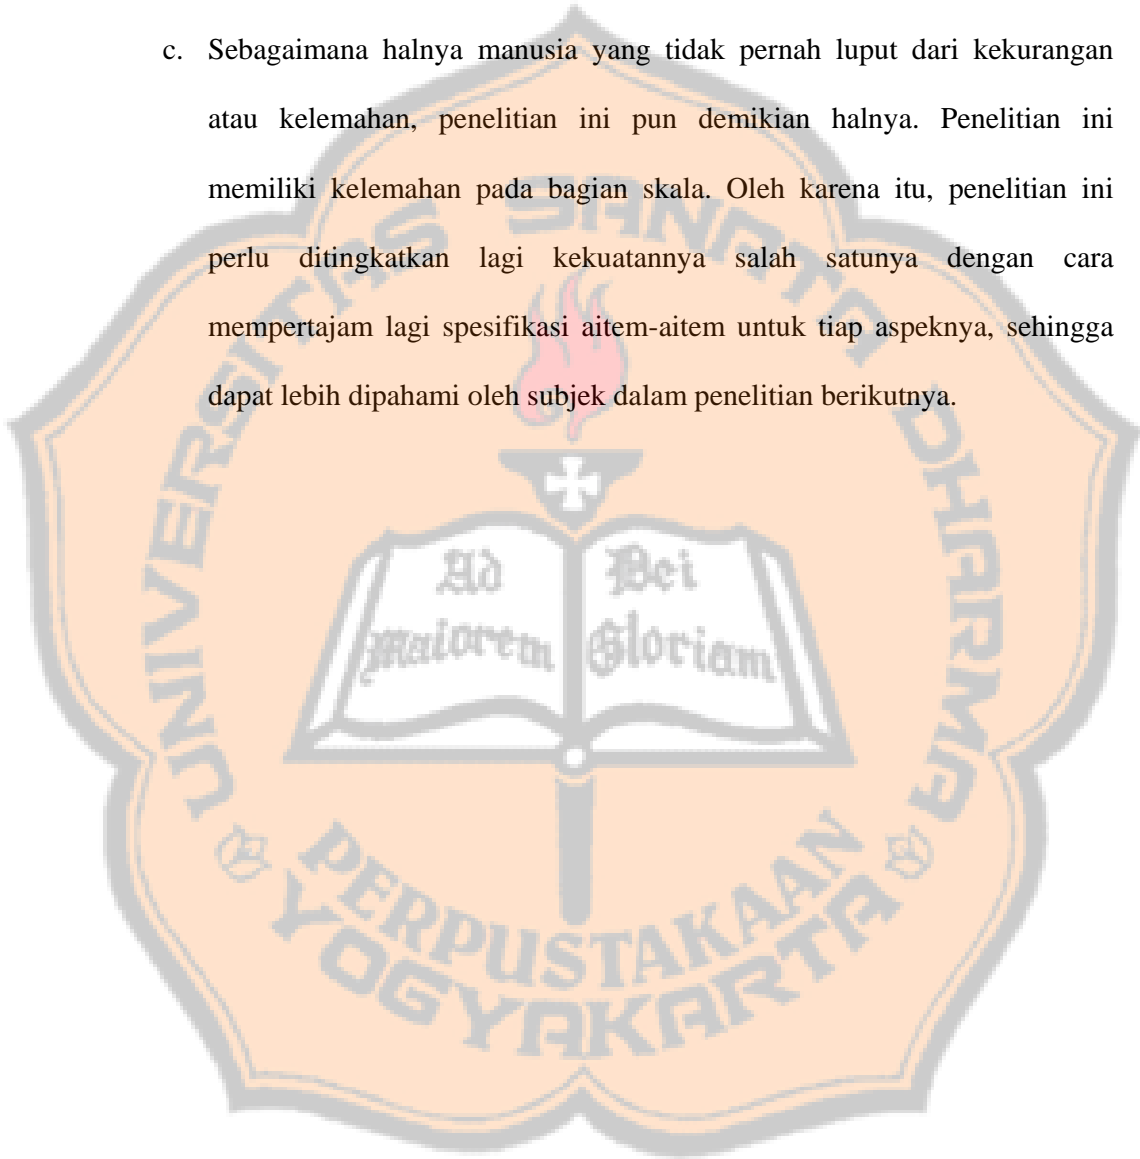 c. Sebagaimana halnya manusia yang tidak pernah luput dari kekurangan
atau kelemahan, penelitian ini pun demikian halnya. Penelitian ini
memiliki kelemahan pada bagian skala. Oleh karena itu, penelitian ini
perlu ditingkatkan lagi kekuatannya salah satunya dengan cara
mempertajam lagi spesifikasi aitem-aitem untuk tiap aspeknya, sehingga
dapat lebih dipahami oleh subjek dalam penelitian berikutnya.
UNIVERSITAS SANATA DHARMA
Ad Dei
maiorem Gloriam
PERPUSTAKAAN
YOGYAKARTA